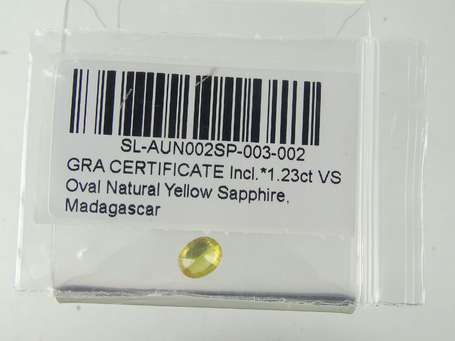 SL-AUN002SP-003-002
GRA CERTIFICATE Incl.*1.23ct VS
Oval Natural Yellow Sapphire,
Madagascar